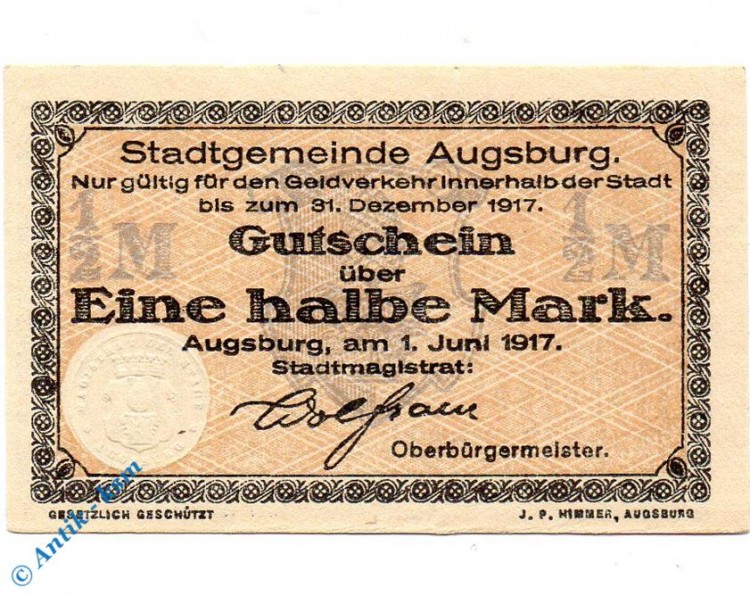 Stadtgemeinde Augsburg.
Nur gültig für den Geldverkehr innerhalb der Stadt
bis zum 31. Dezember 1917.
1/2 M
1/2 M
Gutschein
über
Eine halbe Mark.
Augsburg, am 1. Juni 1917.
Stadtmagistrat:
Wolfram
Oberbürgermeister.
GESETZLICH GESCHÜTZT
J. P. HIMMER, AUGSBURG
© Antik - ksm